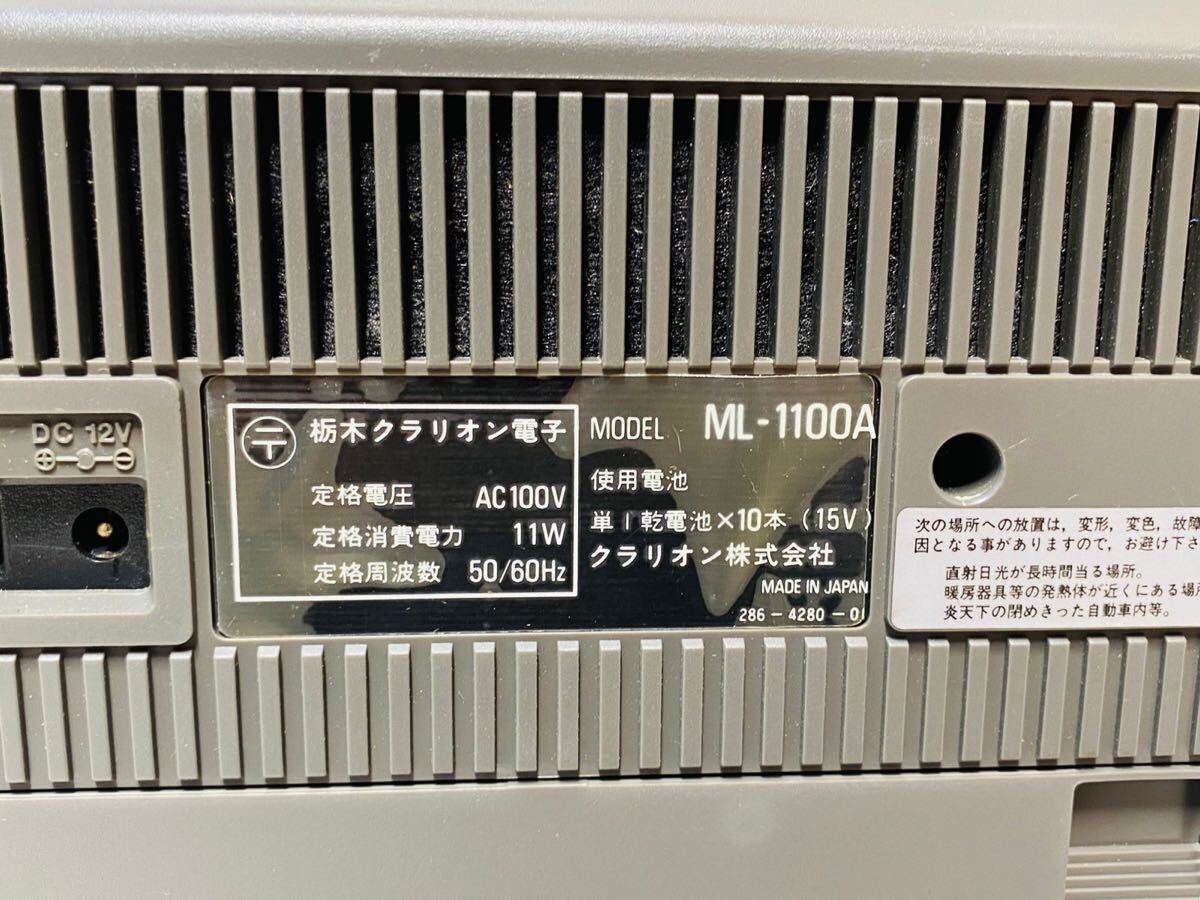 DC 12V
〒 栃木クラリオン電子
定格電圧 AC100V
定格消費電力 11W
定格周波数 50/60Hz
MODEL ML-1100A
使用電池
単1乾電池×10本(15V)
クラリオン株式会社
MADE IN JAPAN
286-4280-01
次の場所への放置は,変形,変色,故障
因となる事がありますので,お避け下さ
直射日光が長時間当る場所。
暖房器具等の発熱体が近くにある場所
炎天下の閉めきった自動車内等。